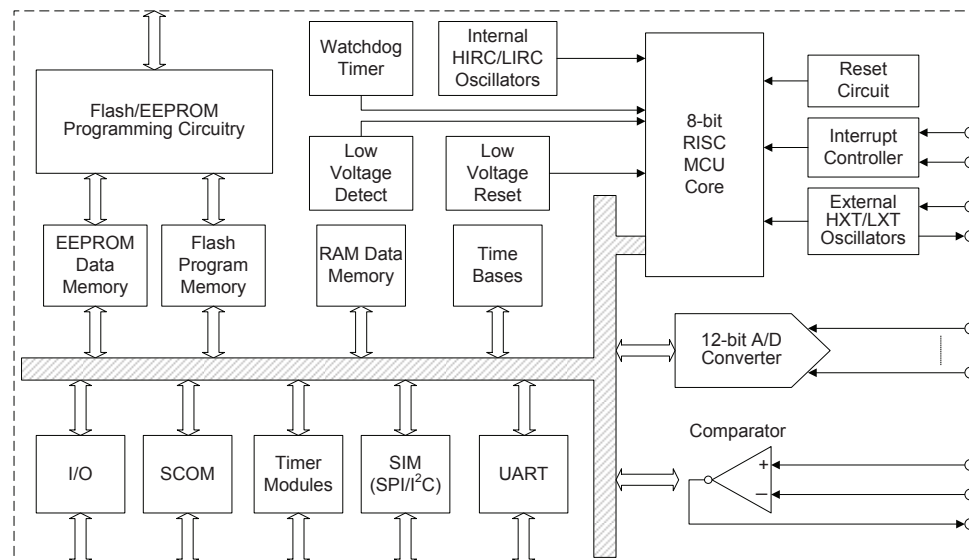 Watchdog
Timer
Internal
HIRC/LIRC
Oscillators
Reset
Circuit
Flash/EEPROM
Programming Circuitry
8-bit
RISC
MCU
Core
Interrupt
Controller
Low
Voltage
Detect
Low
Voltage
Reset
External
HXT/LXT
Oscillators
EEPROM
Data
Memory
Flash
Program
Memory
RAM Data
Memory
Time
Bases
12-bit A/D
Converter
Comparator
I/O
SCOM
Timer
Modules
SIM
(SPI/I²C)
UART
+
−